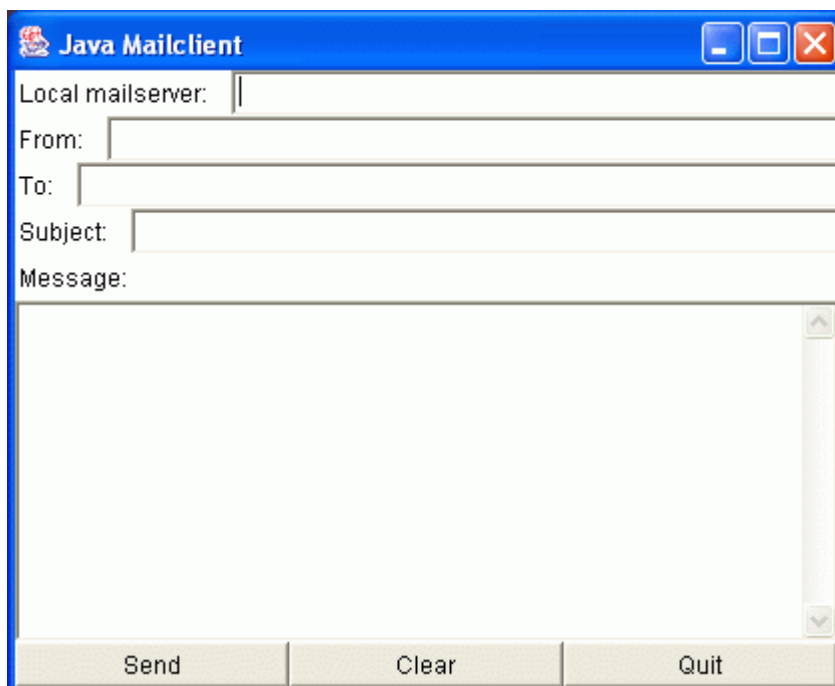 Java Mailclient
Local mailserver:
From:
To:
Subject:
Message:
Send Clear Quit